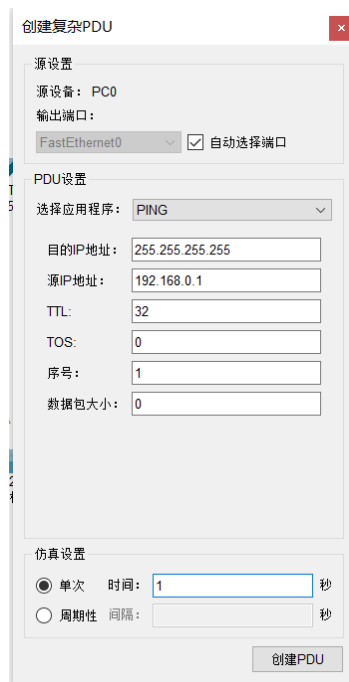 创建复杂PDU
源设置
源设备： PC0
输出端口：
FastEthernet0 自动选择端口
PDU设置
选择应用程序： PING
目的IP地址： 255.255.255.255
源IP地址： 192.168.0.1
TTL: 32
TOS: 0
序号： 1
数据包大小： 0
仿真设置
单次 时间： 1 秒
周期性 间隔： 秒
创建PDU